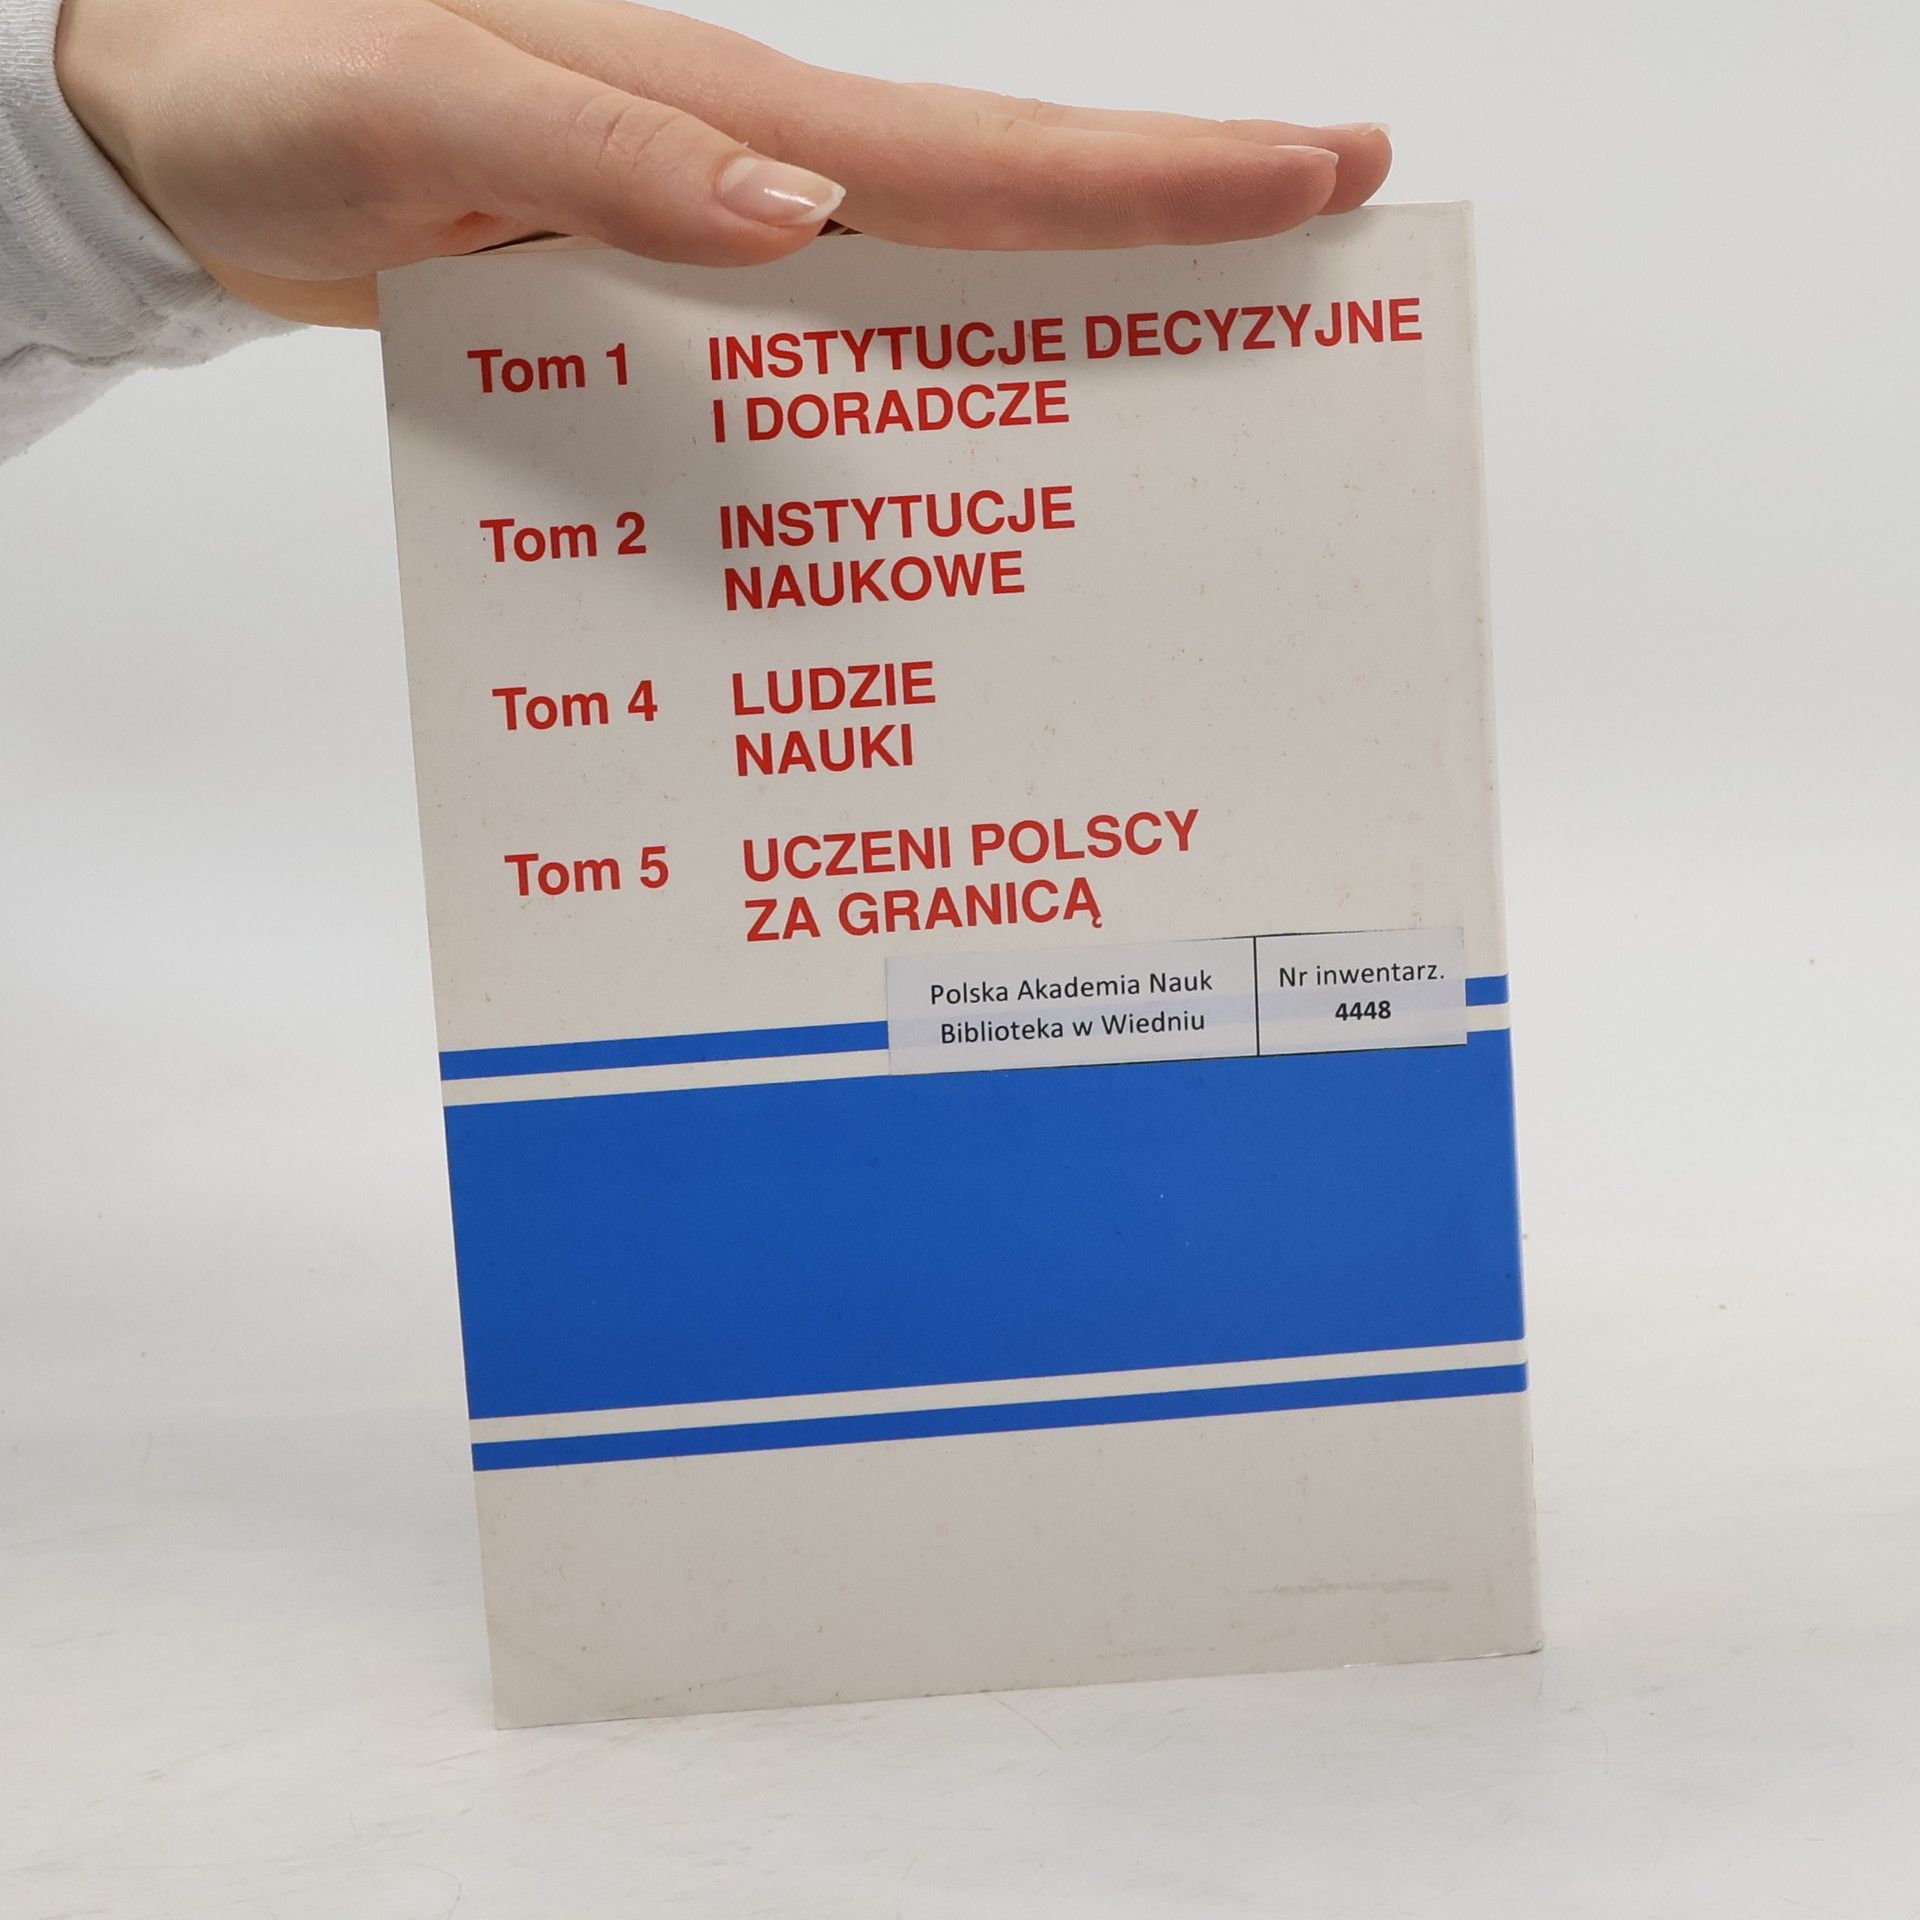 Tom 1 INSTYTUCJE DECYZYJNE
I DORADCZE
Tom 2 INSTYTUCJE
NAUKOWE
Tom 4 LUDZIE
NAUKI
Tom 5 UCZENI POLSCY
ZA GRANICĄ
Polska Akademia Nauk
Biblioteka w Wiedniu
Nr inwentarz.
4448